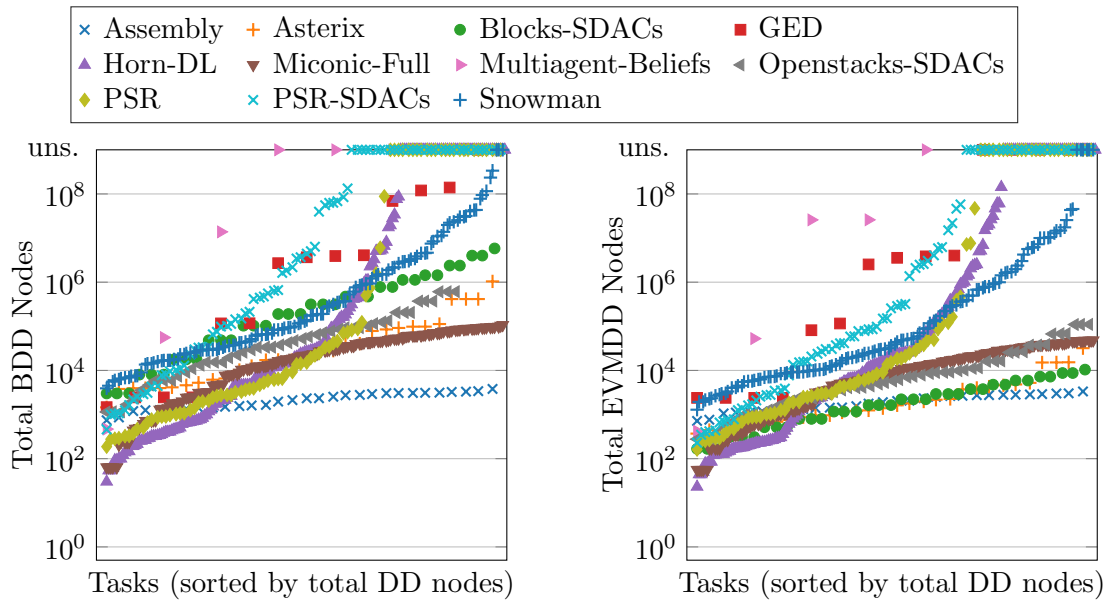 Assembly Asterix Blocks-SDACs GED
Horn-DL Miconic-Full Multiagent-Beliefs Openstacks-SDACs
PSR PSR-SDACs Snowman
Total BDD Nodes
uns.
10^8
10^6
10^4
10^2
10^0
Tasks (sorted by total DD nodes)
Total EVMDD Nodes
uns.
10^8
10^6
10^4
10^2
10^0
Tasks (sorted by total DD nodes)